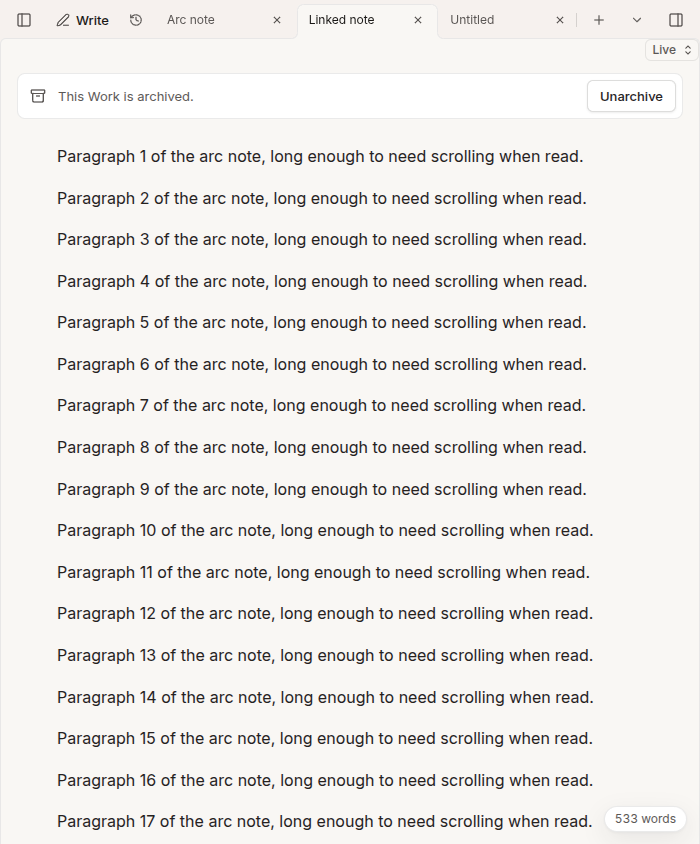 Write
Arc note
Linked note
Untitled
Live
This Work is archived.
Unarchive
Paragraph 1 of the arc note, long enough to need scrolling when read.
Paragraph 2 of the arc note, long enough to need scrolling when read.
Paragraph 3 of the arc note, long enough to need scrolling when read.
Paragraph 4 of the arc note, long enough to need scrolling when read.
Paragraph 5 of the arc note, long enough to need scrolling when read.
Paragraph 6 of the arc note, long enough to need scrolling when read.
Paragraph 7 of the arc note, long enough to need scrolling when read.
Paragraph 8 of the arc note, long enough to need scrolling when read.
Paragraph 9 of the arc note, long enough to need scrolling when read.
Paragraph 10 of the arc note, long enough to need scrolling when read.
Paragraph 11 of the arc note, long enough to need scrolling when read.
Paragraph 12 of the arc note, long enough to need scrolling when read.
Paragraph 13 of the arc note, long enough to need scrolling when read.
Paragraph 14 of the arc note, long enough to need scrolling when read.
Paragraph 15 of the arc note, long enough to need scrolling when read.
Paragraph 16 of the arc note, long enough to need scrolling when read.
Paragraph 17 of the arc note, long enough to need scrolling when read.
533 words